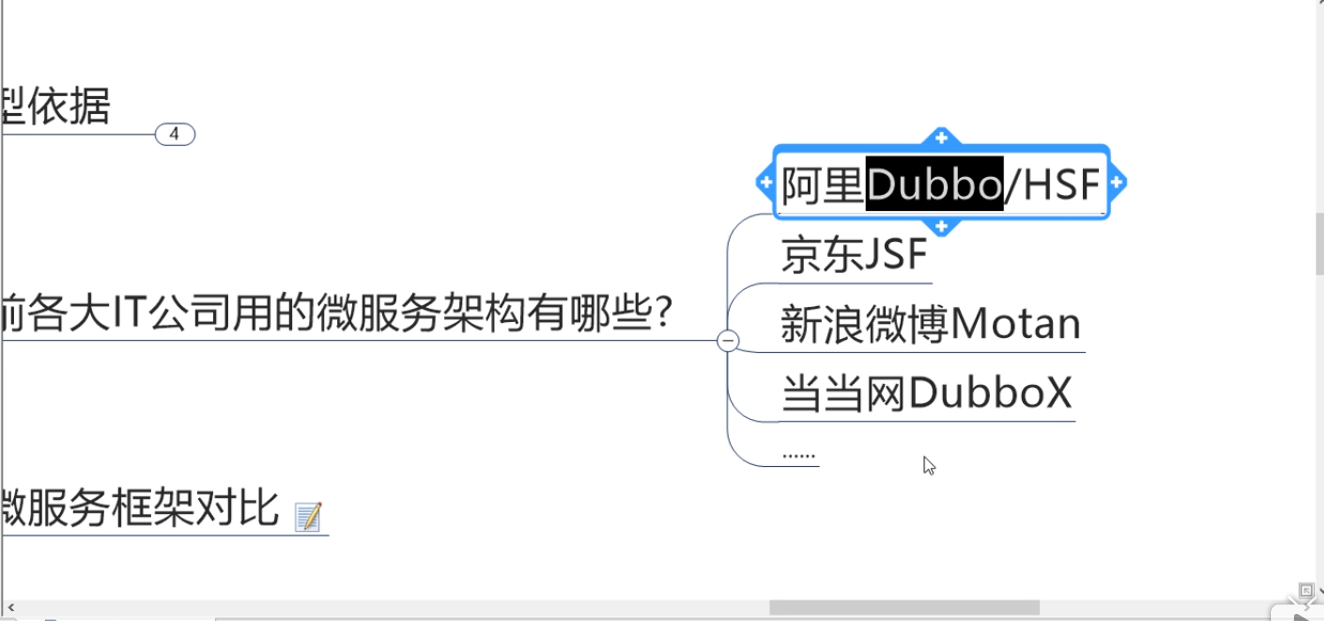 型依据
4
阿里Dubbo/HSF
京东JSF
前各大IT公司用的微服务架构有哪些?
新浪微博Motan
当当网DubboX
......
微服务框架对比